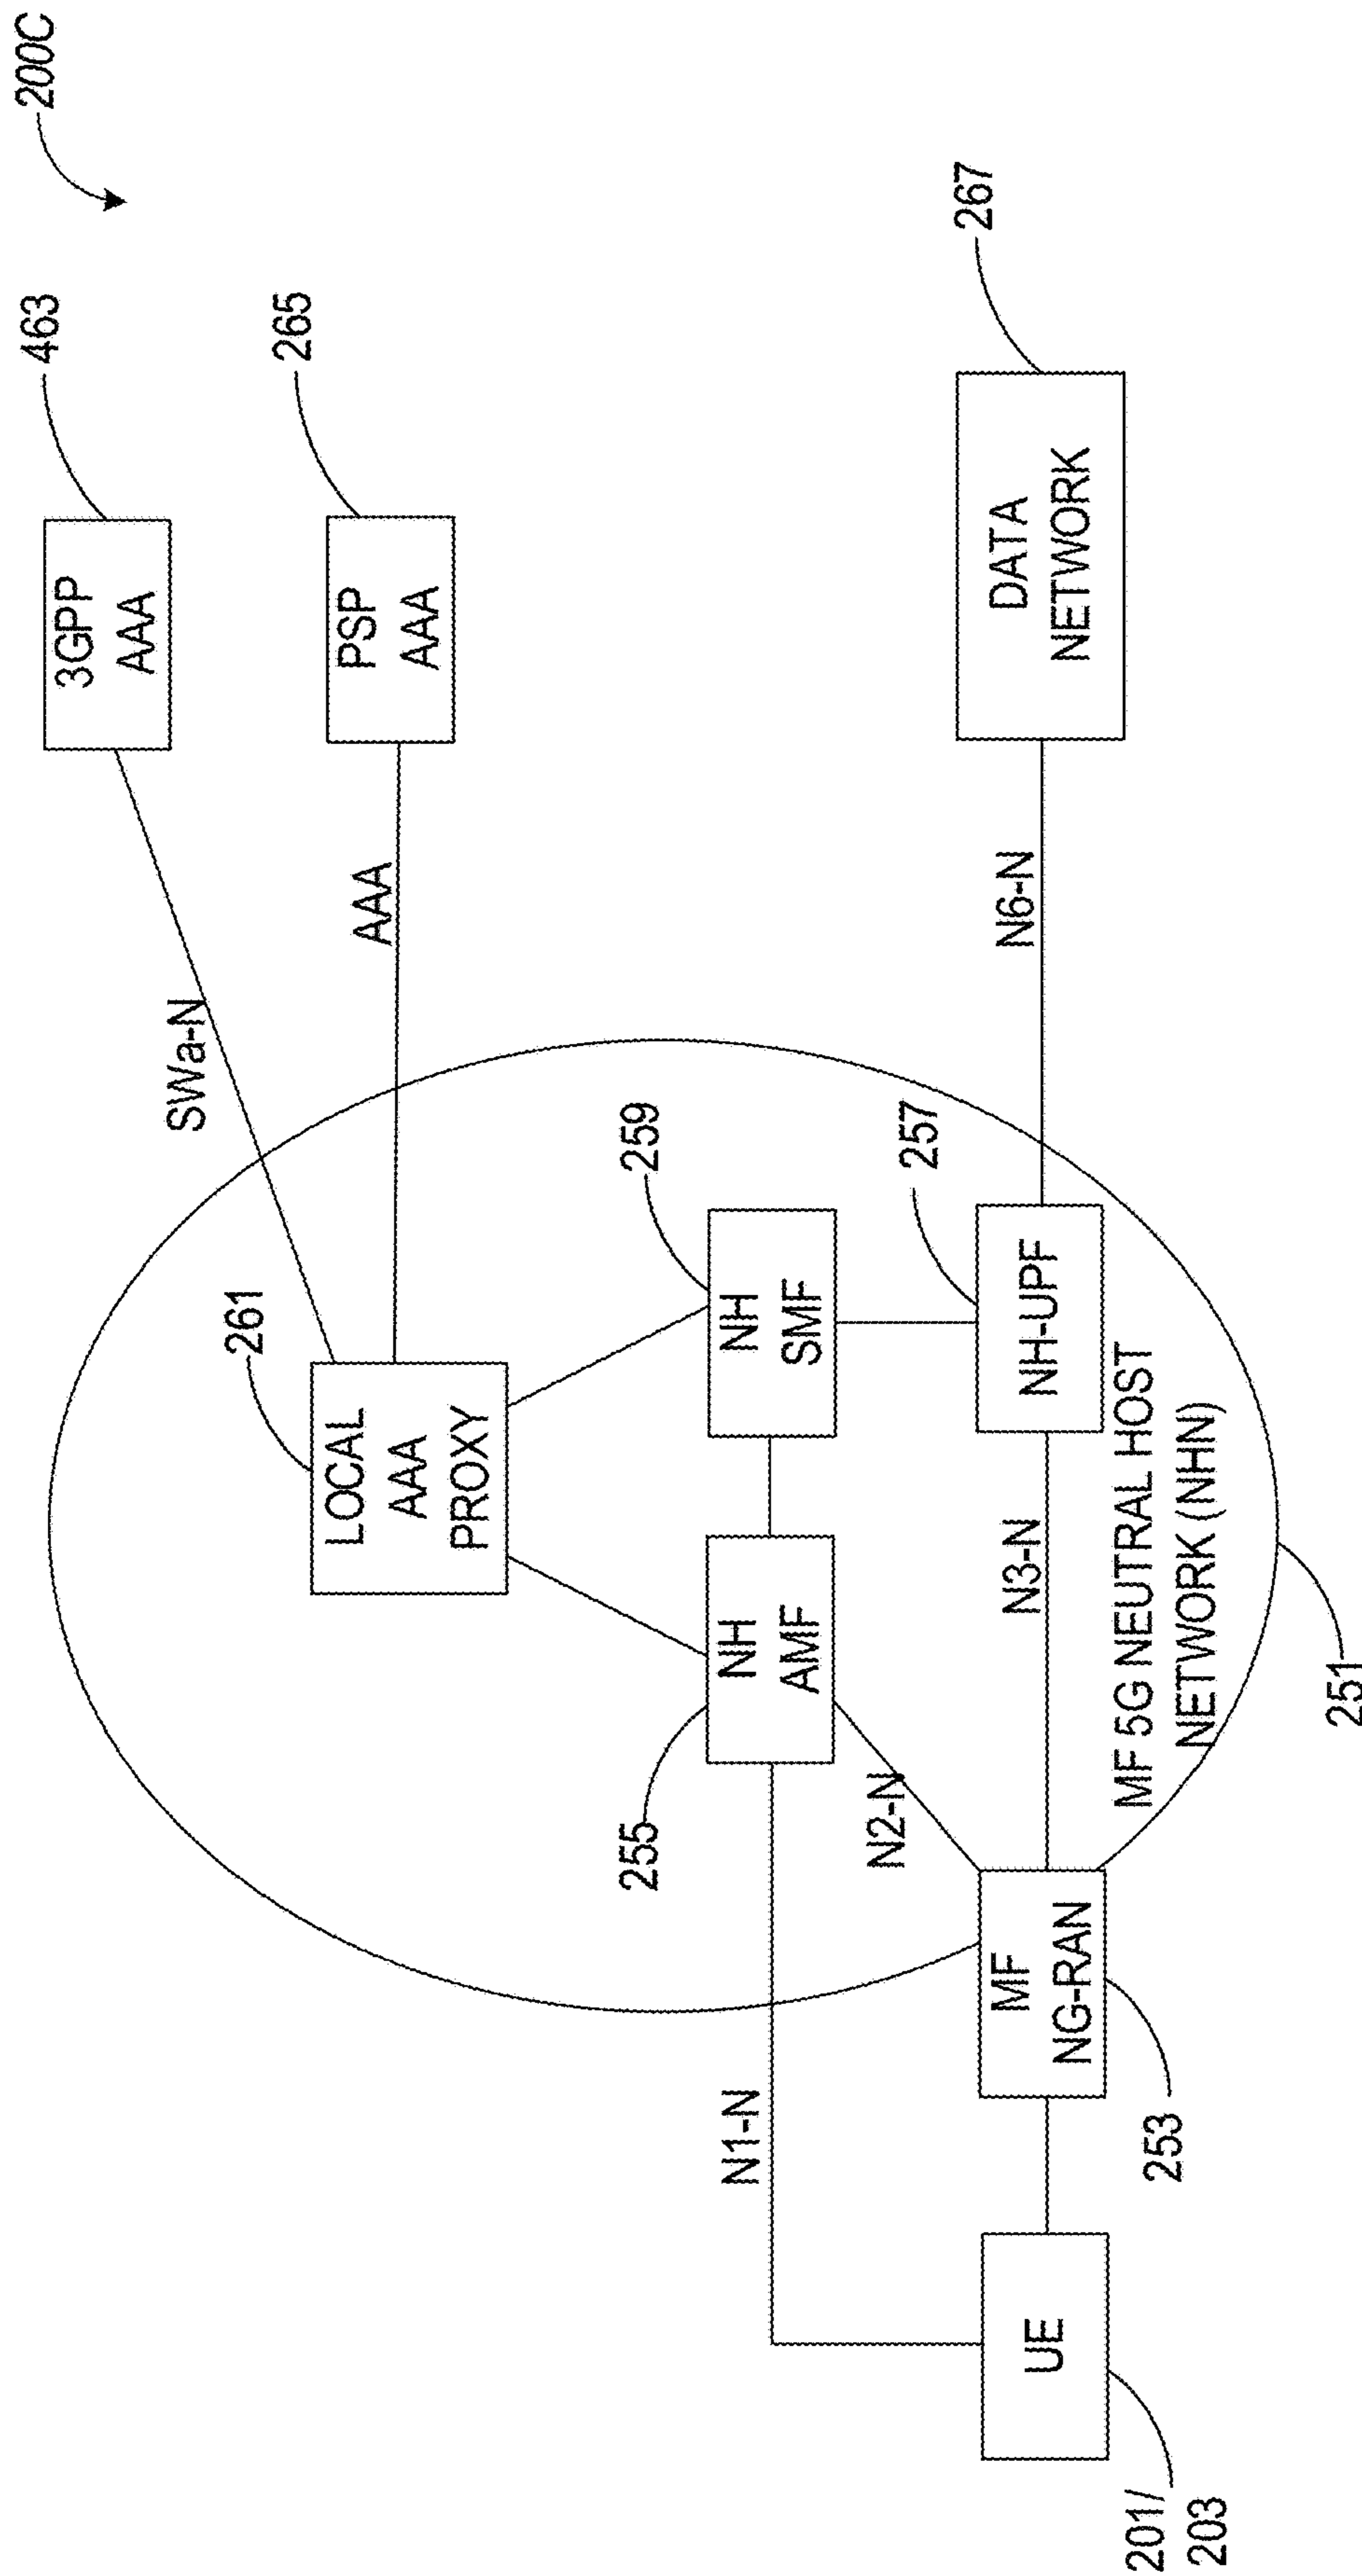 200C
463
3GPP
AAA
265
PSP
AAA
SWa-N
AAA
261
LOCAL
AAA
PROXY
259
NH
SMF
255
NH
AMF
267
DATA
NETWORK
N6-N
257
NH-UPF
N1-N
N2-N
N3-N
MF
NG-RAN
253
MF 5G NEUTRAL HOST
NETWORK (NHN)
251
UE
201/
203